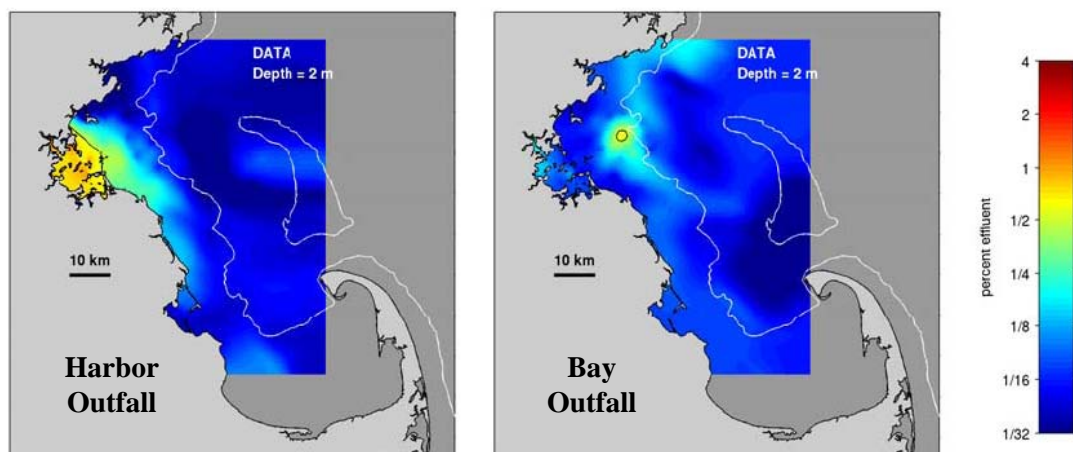 DATA
Depth = 2 m
10 km
Harbor
Outfall
DATA
Depth = 2 m
10 km
Bay
Outfall
4
2
1
1/2
1/4
1/8
1/16
1/32
percent effluent